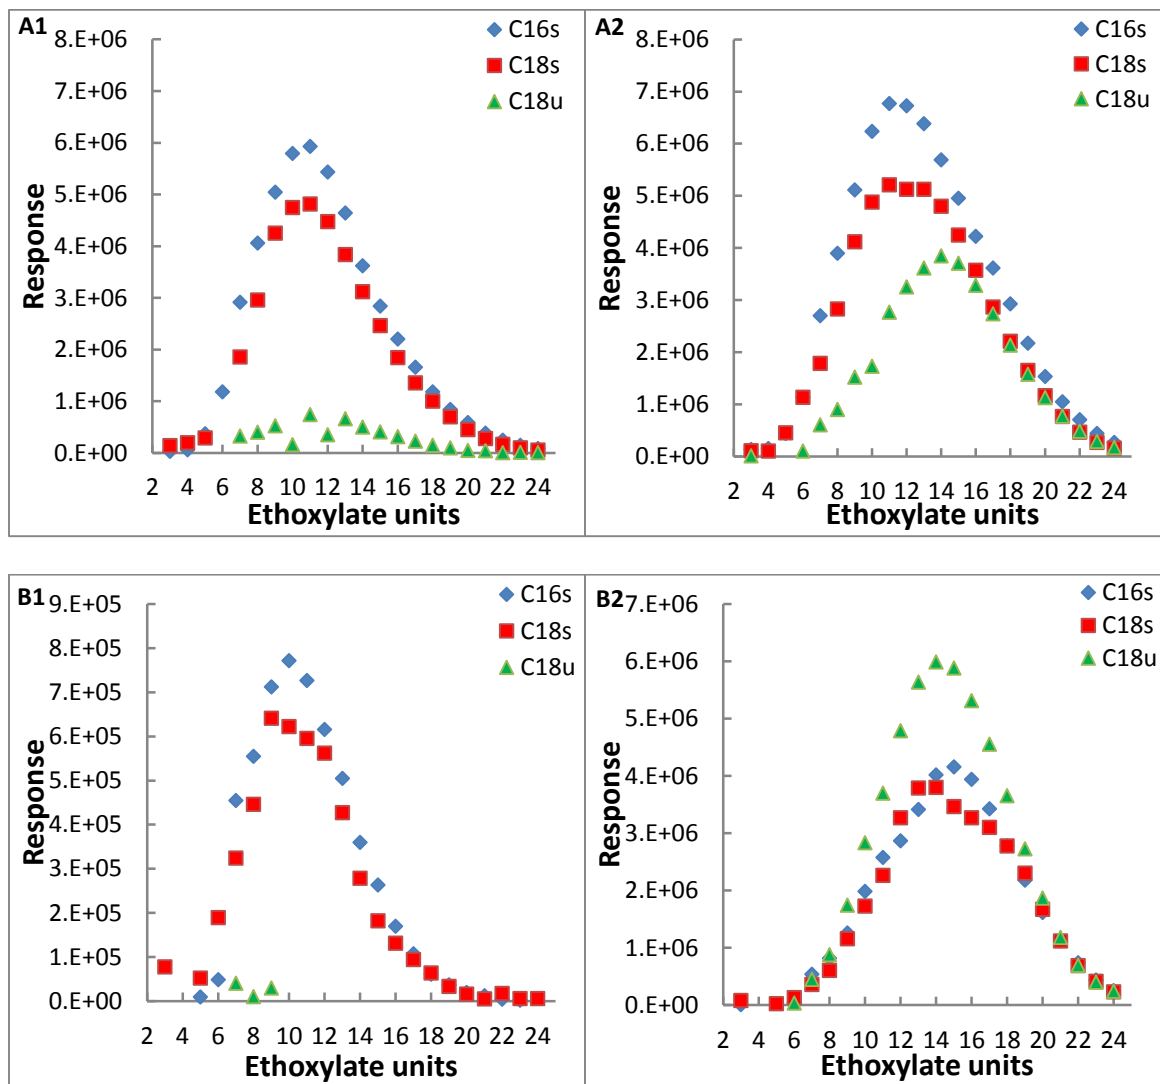 A1
C16s
C18s
C18u
8.E+06
7.E+06
6.E+06
5.E+06
4.E+06
3.E+06
2.E+06
1.E+06
0.E+00
Response
2 4 6 8 10 12 14 16 18 20 22 24
Ethoxylate units
A2
C16s
C18s
C18u
8.E+06
7.E+06
6.E+06
5.E+06
4.E+06
3.E+06
2.E+06
1.E+06
0.E+00
Response
2 4 6 8 10 12 14 16 18 20 22 24
Ethoxylate units
B1
C16s
C18s
C18u
9.E+05
8.E+05
7.E+05
6.E+05
5.E+05
4.E+05
3.E+05
2.E+05
1.E+05
0.E+00
Response
2 4 6 8 10 12 14 16 18 20 22 24
Ethoxylate units
B2
C16s
C18s
C18u
7.E+06
6.E+06
5.E+06
4.E+06
3.E+06
2.E+06
1.E+06
0.E+00
Response
2 4 6 8 10 12 14 16 18 20 22 24
Ethoxylate units